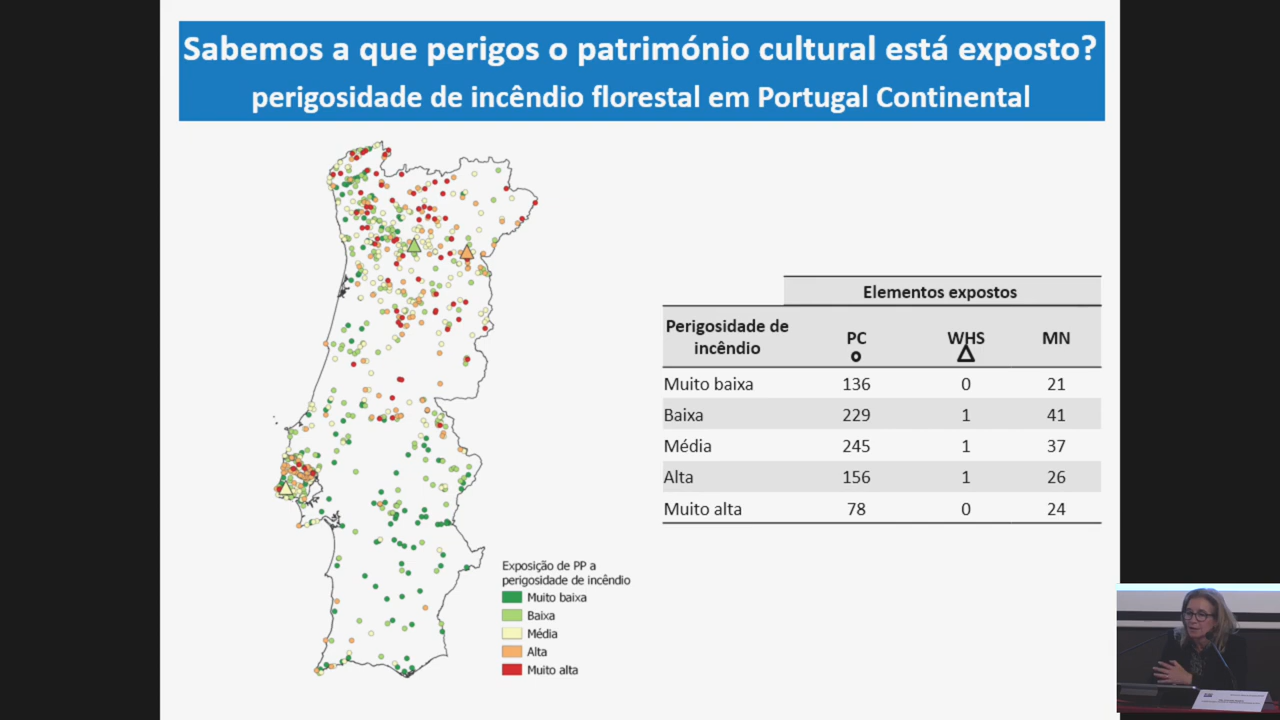 Sabemos a que perigos o património cultural está exposto?
perigosidade de incêndio florestal em Portugal Continental
Elementos expostos
Perigosidade de
incêndio
PC
WHS
MN
Muito baixa 136 0 21
Baixa 229 1 41
Média 245 1 37
Alta 156 1 26
Muito alta 78 0 24
Exposição de PP a
perigosidade de incêndio
Muito baixa
Baixa
Média
Alta
Muito alta